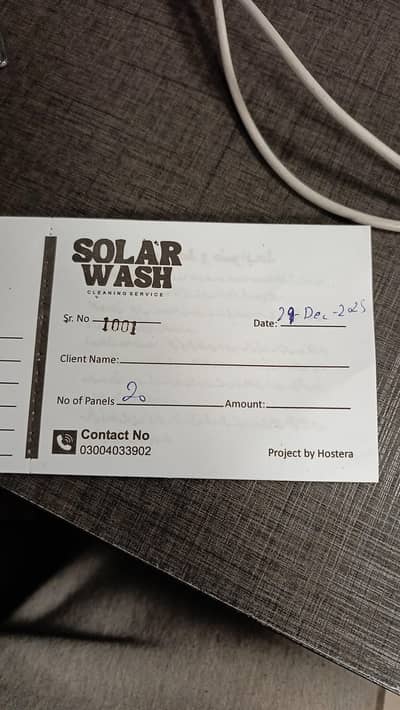 SOLAR
WASH
CLEANING SERVICE
Sr. No 1001
Date: 29-Dec-2025
Client Name:
No of Panels 20
Amount:
Contact No
03004033902
Project by Hostera